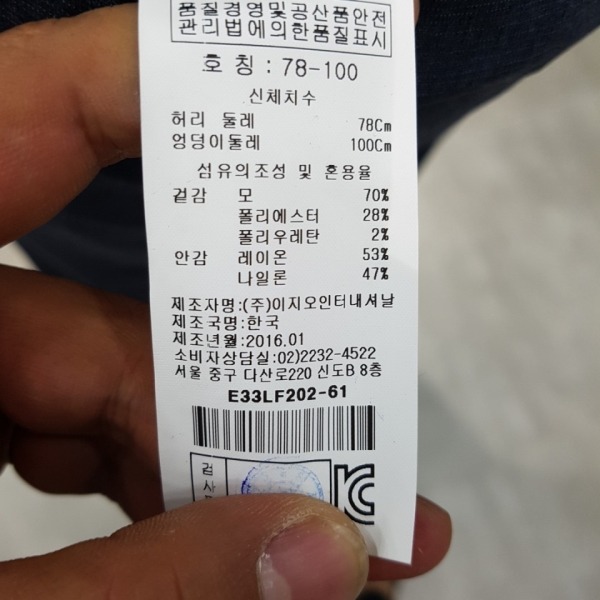 품질경영및공산품안전
관리법에의한품질표시
호 칭 : 78-100
신체치수
허리 둘레 78Cm
엉덩이둘레 100Cm
섬유의조성 및 혼용율
겉감 모 70%
폴리에스터 28%
폴리우레탄 2%
안감 레이온 53%
나일론 47%
제조자명:(주)이지오인터내셔날
제조국명:한국
제조년월:2016.01
소비자상담실:02)2232-4522
서울 중구 다산로220 신도B 8층
E33LF202-61
검사